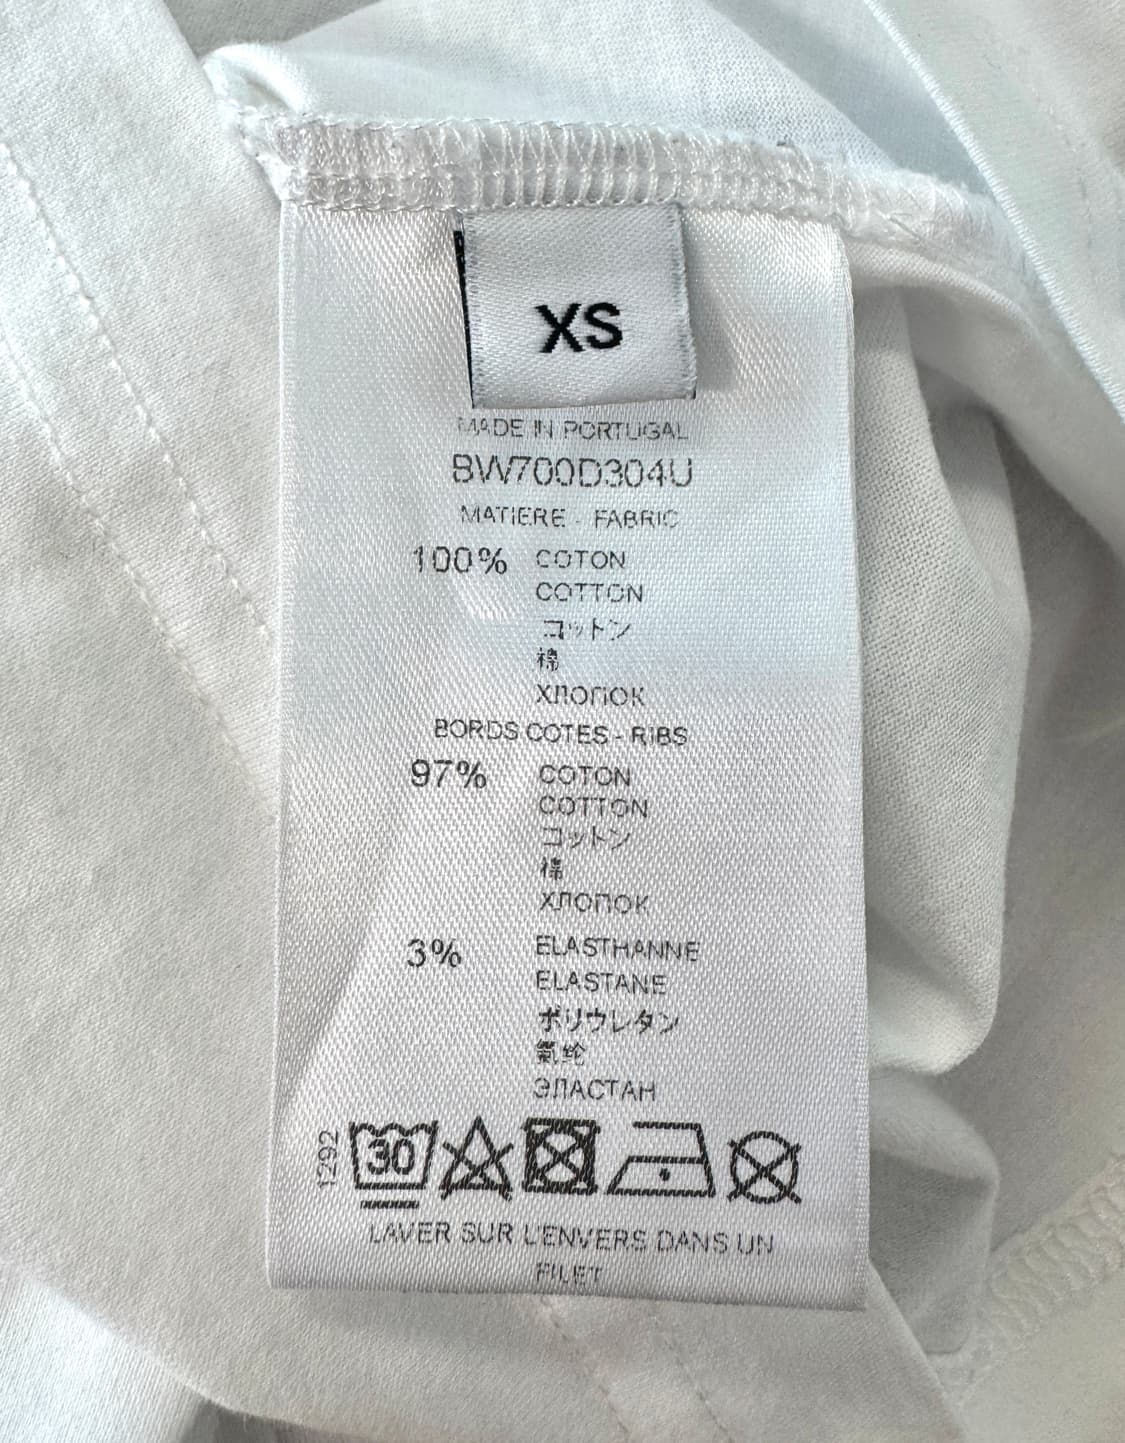 XS
MADE IN PORTUGAL
BW700D304U
MATIERE - FABRIC
100% COTON
COTTON
コットン
棉
ХЛОПОК
BORDS COTES - RIBS
97% COTON
COTTON
コットン
棉
ХЛОПОК
3% ELASTHANNE
ELASTANE
ポリウレタン
氨纶
ЭЛАСТАН
1292
30
LAVER SUR L'ENVERS DANS UN
FILET